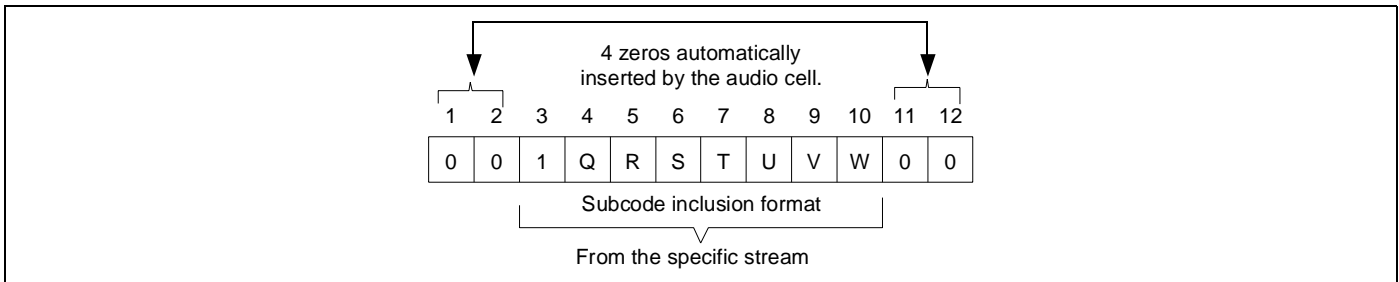 4 zeros automatically
inserted by the audio cell.
1 2 3 4 5 6 7 8 9 10 11 12
0 0 1 Q R S T U V W 0 0
Subcode inclusion format
From the specific stream